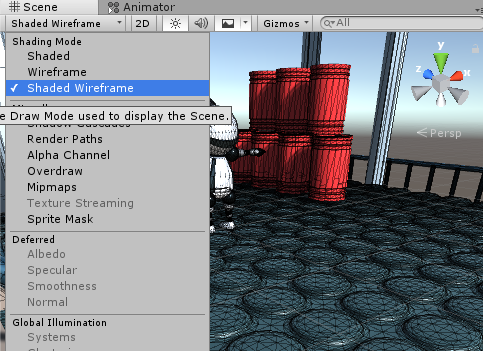 Scene Animator
Shaded Wireframe 2D Gizmos All
Shading Mode
Shaded
Wireframe
✓ Shaded Wireframe
e Draw Mode used to display the Scene.
Shadow Cascades
Render Paths
Alpha Channel
Overdraw
Mipmaps
Texture Streaming
Sprite Mask
Deferred
Albedo
Specular
Smoothness
Normal
Global Illumination
Systems
y
z
x
Persp